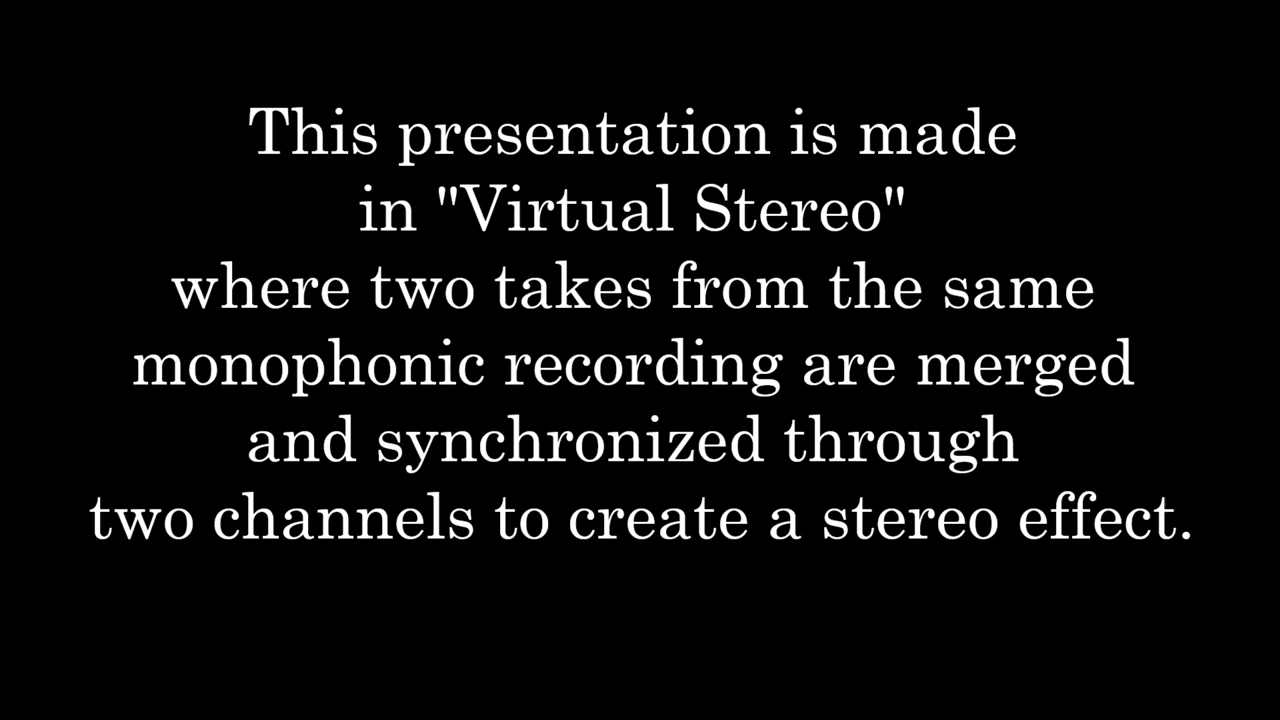 This presentation is made
in "Virtual Stereo"
where two takes from the same
monophonic recording are merged
and synchronized through
two channels to create a stereo effect.